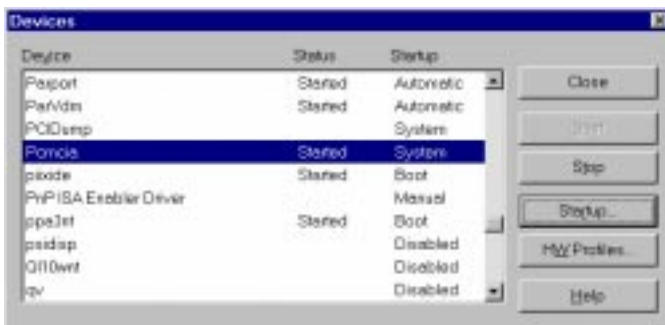 Devices
Device Status Startup
Parport Started Automatic Close
ParVdm Started Automatic
PCIDump System Start
Pcmcia Started System Stop
piixide Started Boot
PnP ISA Enabler Driver Manual Startup...
ppa3nt Started Boot
psidisp Disabled HW Profiles...
Ql10wnt Disabled
qv Disabled Help